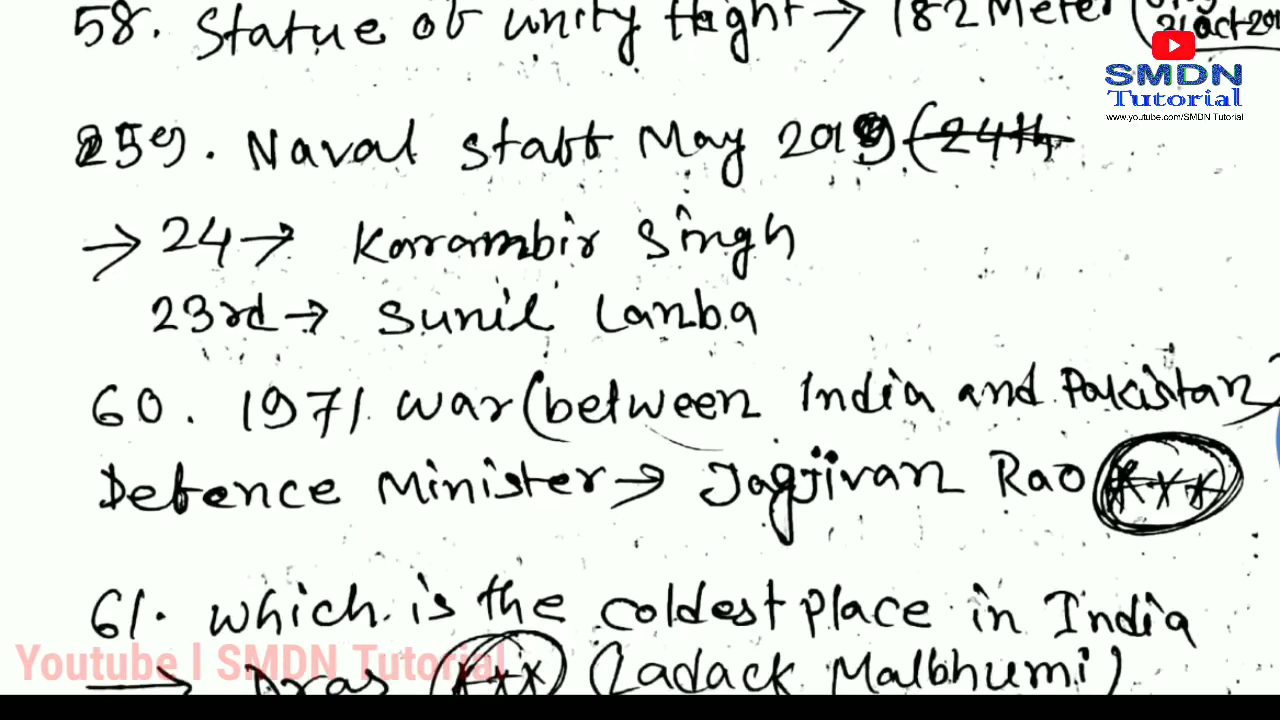 58. Statue of unity Hight → 182 Meter (
21 oct-20
SMDN
Tutorial
www.youtube.com/SMDN Tutorial
259. Naval staff May 2019 (24th
→ 24 → Karambir Singh
23rd → Sunil Lanba
60. 1971 war (between India and Pakistan)
Defence Minister → Jagjivan Rao ***
61. which is the coldest place in India
Youtube | SMDN Tutorial
→ Dras *** (Ladack Malbhumi)